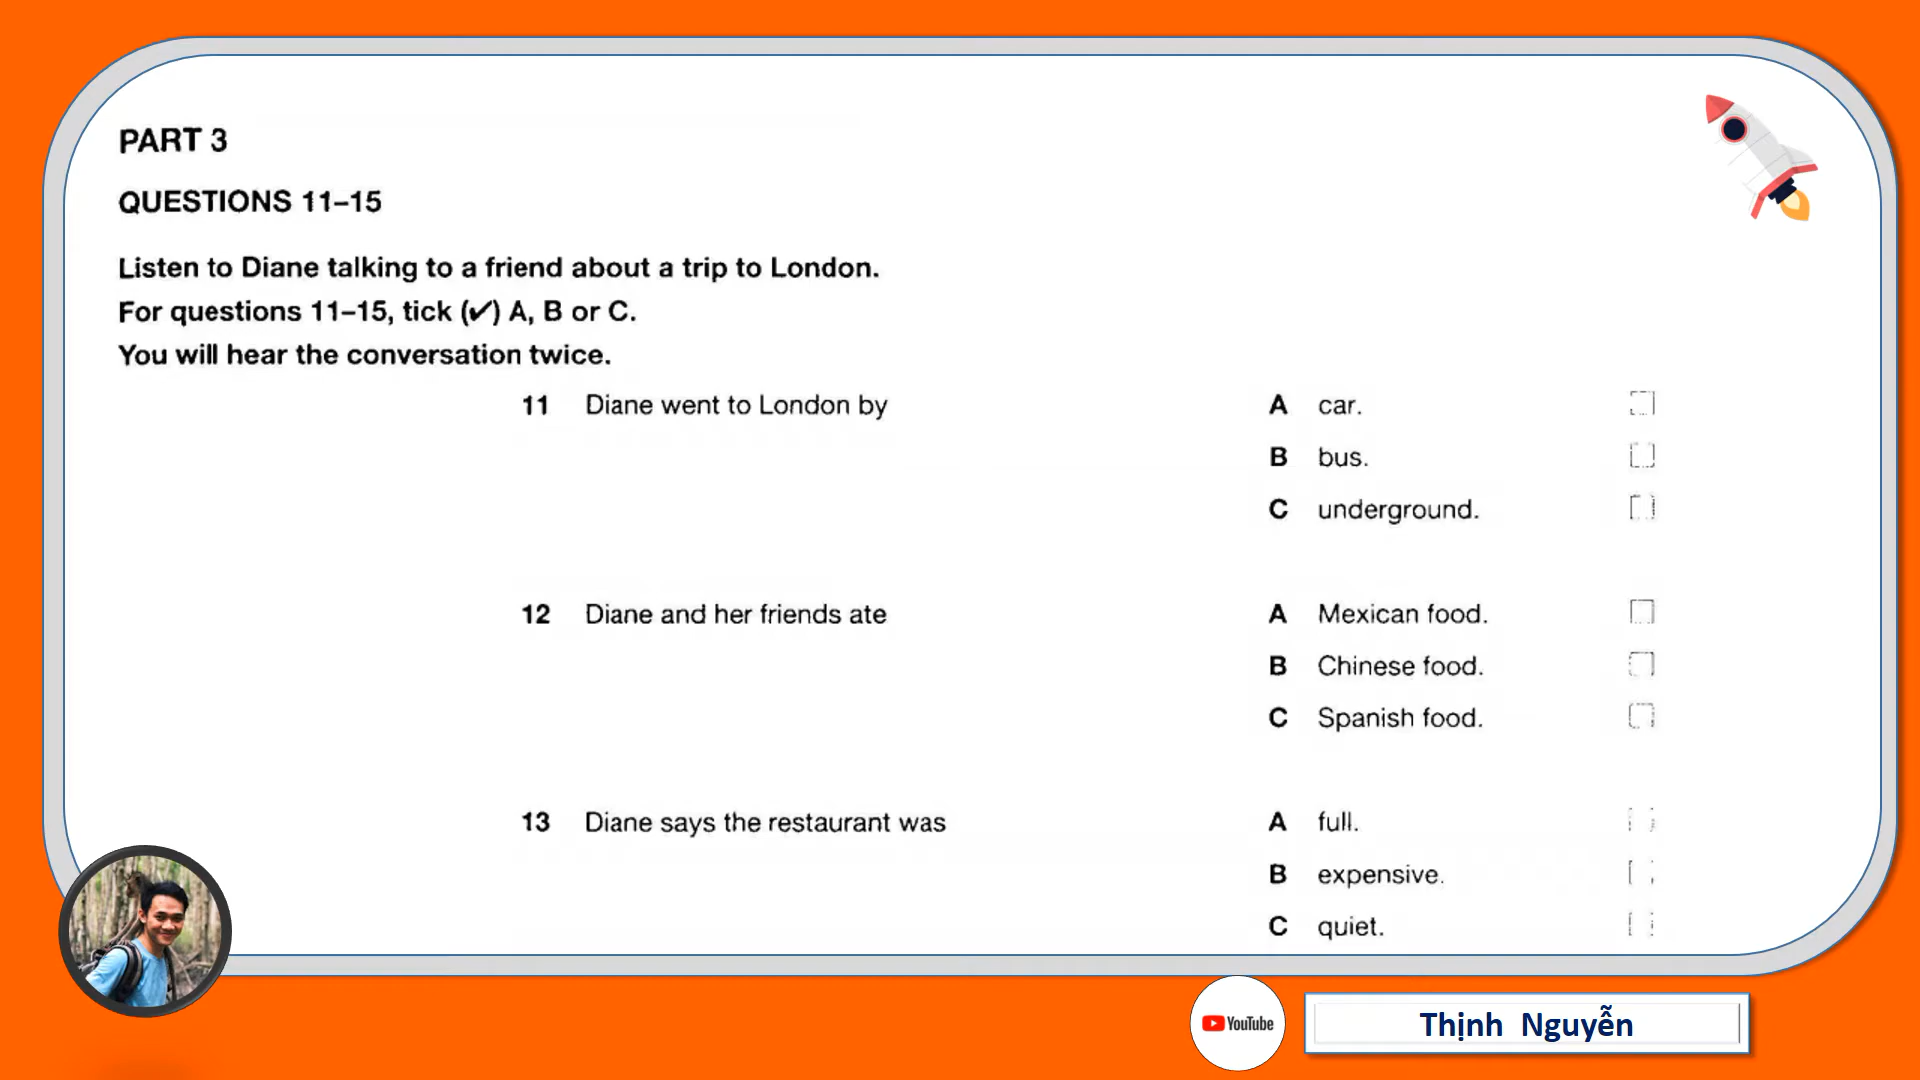 PART 3
QUESTIONS 11–15
Listen to Diane talking to a friend about a trip to London.
For questions 11–15, tick (✓) A, B or C.
You will hear the conversation twice.
11 Diane went to London by
A car.
B bus.
C underground.
12 Diane and her friends ate
A Mexican food.
B Chinese food.
C Spanish food.
13 Diane says the restaurant was
A full.
B expensive.
C quiet.
YouTube
Thịnh Nguyễn